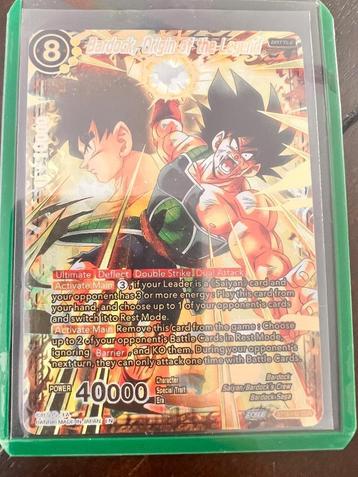 8
Bardock, Origin of the Legend
BATTLE
Ultimate Deflect Double Strike Dual Attack
Activate Main 3, if your Leader is a (Saiyan) card and
your opponent has 3 or more energy : Play this card from
your hand, and choose up to 1 of your opponent's cards
and switch it to Rest Mode.
Activate Main Remove this card from the game : Choose
up to 2 of your opponent's Battle Cards in Rest Mode,
ignoring Barrier, and KO them. During your opponent's
next turn, they can only attack one time with Battle Cards.
POWER 40000
Character Bardock
Special Trait Saiyan/Bardock's Crew
Era Bardock Saga
BANDAI MADE IN JAPAN EN